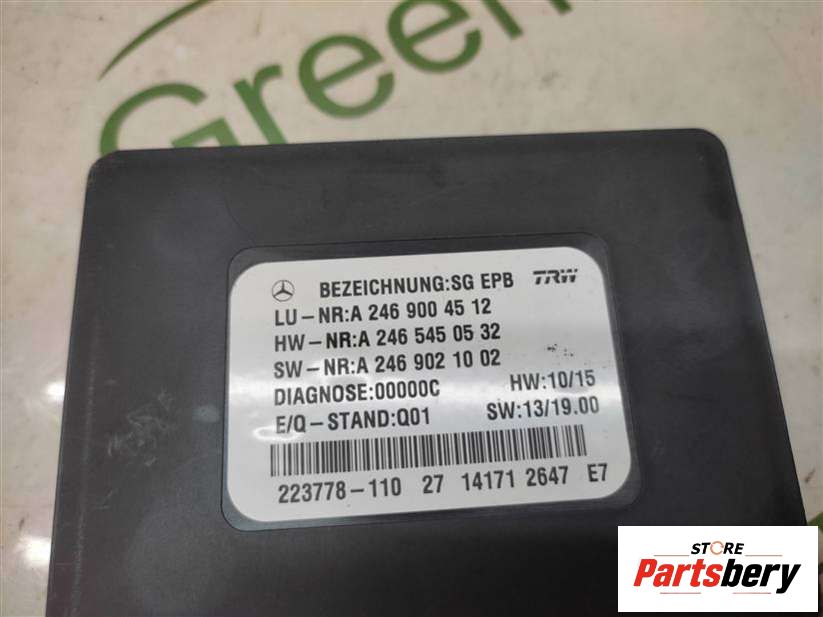 Green
BEZEICHNUNG:SG EPB TRW
LU-NR:A 246 900 45 12
HW-NR:A 246 545 05 32
SW-NR:A 246 902 10 02
DIAGNOSE:00000C HW:10/15
E/Q-STAND:Q01 SW:13/19.00
223778-110 27 14171 2647 E7
STORE
Partsbery